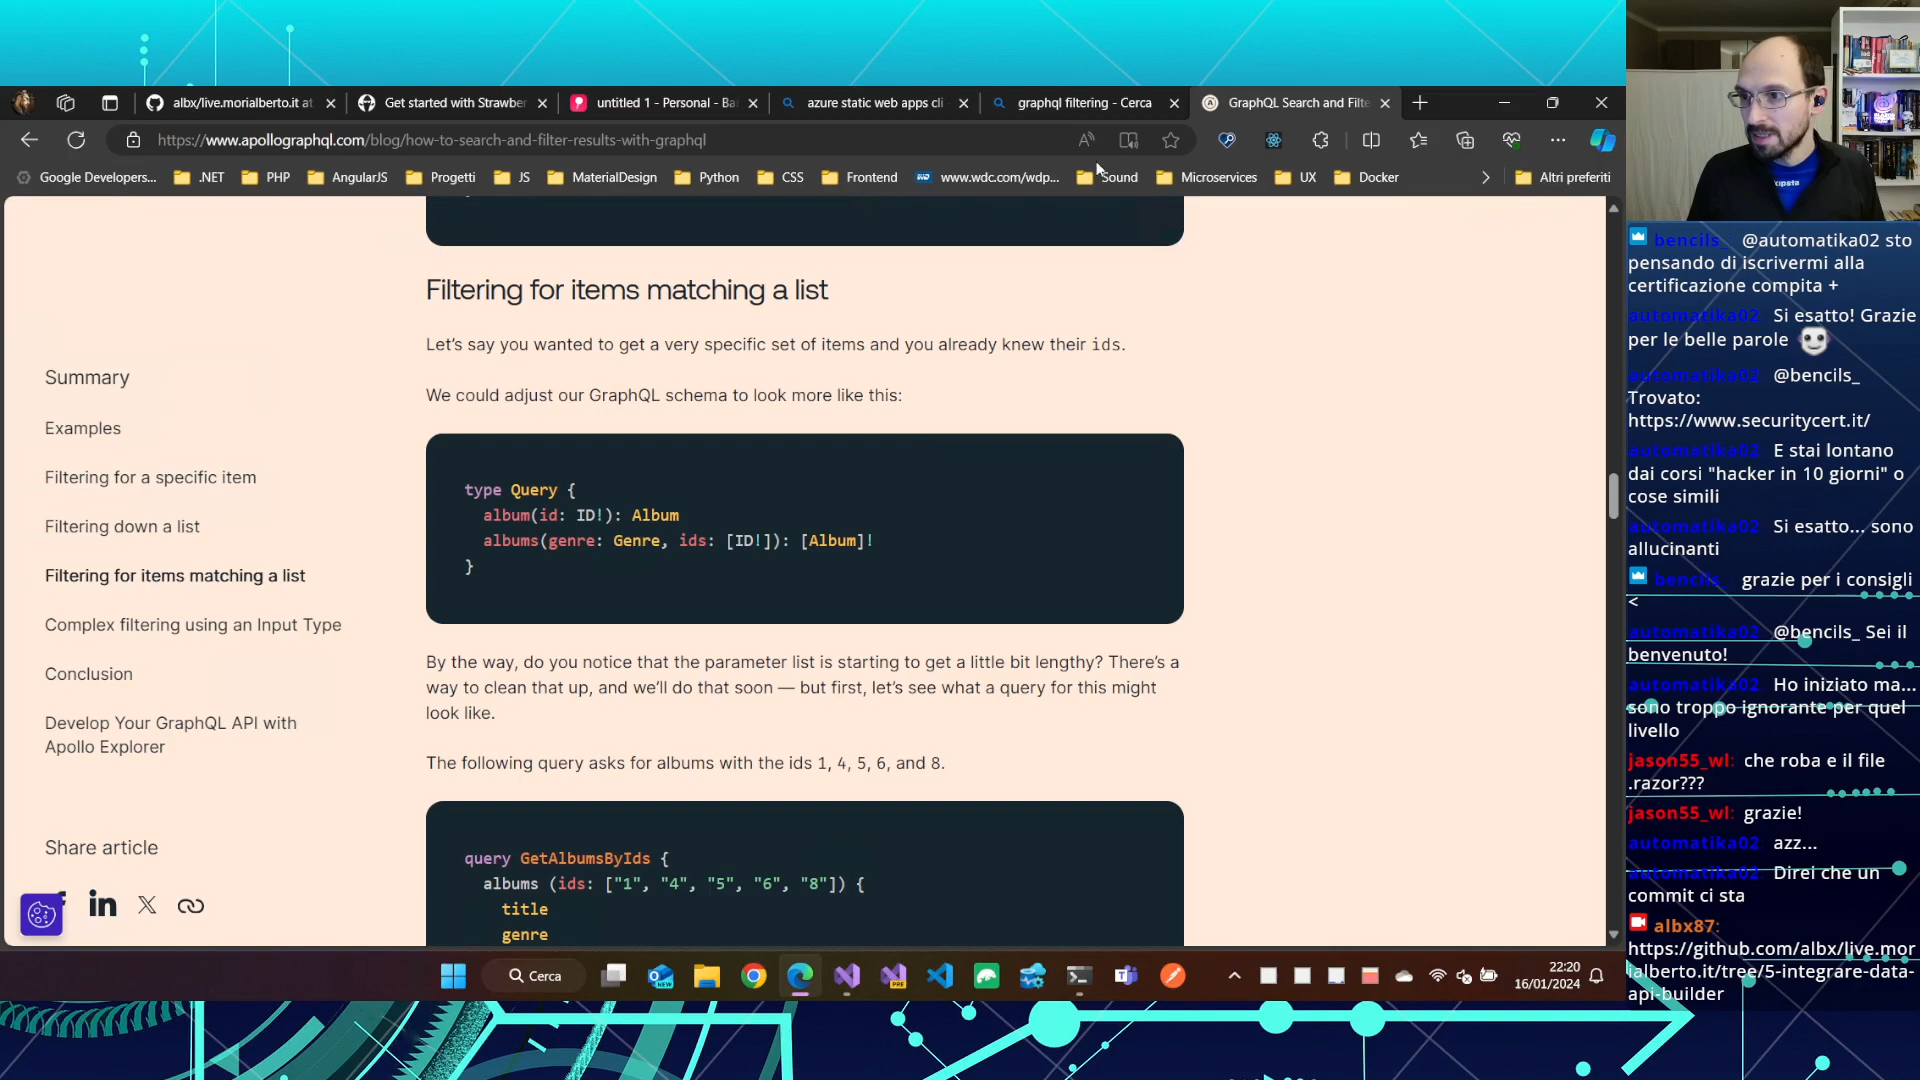 albx/live.morialberto.it at
Get started with Strawber
untitled 1 - Personal - Ba
azure static web apps cli -
graphql filtering - Cerca
GraphQL Search and Filte
https://www.apollographql.com/blog/how-to-search-and-filter-results-with-graphql
Google Developers...
.NET
PHP
AngularJS
Progetti
JS
MaterialDesign
Python
CSS
Frontend
www.wdc.com/wdp...
Sound
Microservices
UX
Docker
Altri preferiti
Summary
Examples
Filtering for a specific item
Filtering down a list
Filtering for items matching a list
Complex filtering using an Input Type
Conclusion
Develop Your GraphQL API with
Apollo Explorer
Share article
Filtering for items matching a list
Let’s say you wanted to get a very specific set of items and you already knew their ids.
We could adjust our GraphQL schema to look more like this:
type Query {
album(id: ID!): Album
albums(genre: Genre, ids: [ID!]): [Album]!
}
By the way, do you notice that the parameter list is starting to get a little bit lengthy? There’s a
way to clean that up, and we’ll do that soon — but first, let’s see what a query for this might
look like.
The following query asks for albums with the ids 1, 4, 5, 6, and 8.
query GetAlbumsByIds {
albums (ids: ["1", "4", "5", "6", "8"]) {
title
genre
Cerca
22:20
16/01/2024
bencils_ @automatika02 sto
pensando di iscrivermi alla
certificazione compita +
automatika02 Si esatto! Grazie
per le belle parole
automatika02 @bencils_
Trovato:
https://www.securitycert.it/
automatika02 E stai lontano
dai corsi "hacker in 10 giorni" o
cose simili
automatika02 Si esatto... sono
allucinanti
bencils_ grazie per i consigli
<
automatika02 @bencils_ Sei il
benvenuto!
automatika02 Ho iniziato ma...
sono troppo ignorante per quel
livello
jason55_wl: che roba e il file
.razor???
jason55_wl: grazie!
automatika02 azz...
automatika02 Direi che un
commit ci sta
albx87:
https://github.com/albx/live.mor
ialberto.it/tree/5-integrare-data-
api-builder